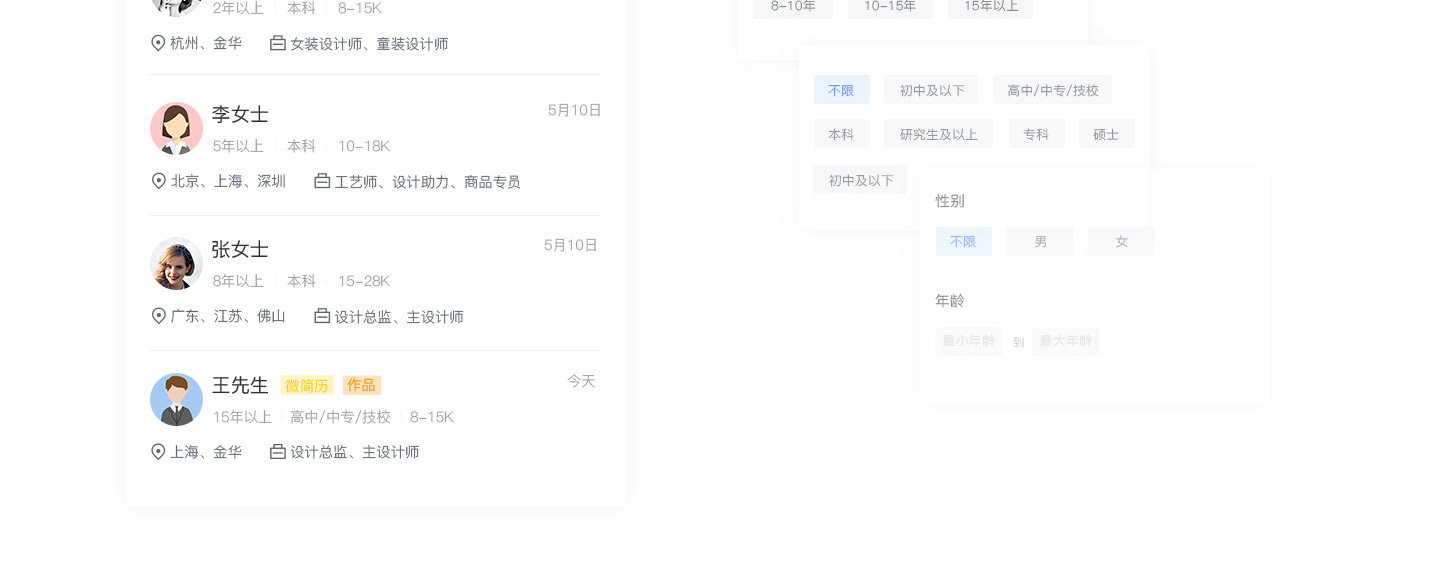 2年以上 本科 8-15K
杭州、金华 女装设计师、童装设计师
李女士 5月10日
5年以上 本科 10-18K
北京、上海、深圳 工艺师、设计助力、商品专员
张女士 5月10日
8年以上 本科 15-28K
广东、江苏、佛山 设计总监、主设计师
王先生 微简历 作品 今天
15年以上 高中/中专/技校 8-15K
上海、金华 设计总监、主设计师
8-10年 10-15年 15年以上
不限 初中及以下 高中/中专/技校
本科 研究生及以上 专科 硕士
初中及以下
性别
不限 男 女
年龄
最小年龄 到 最大年龄